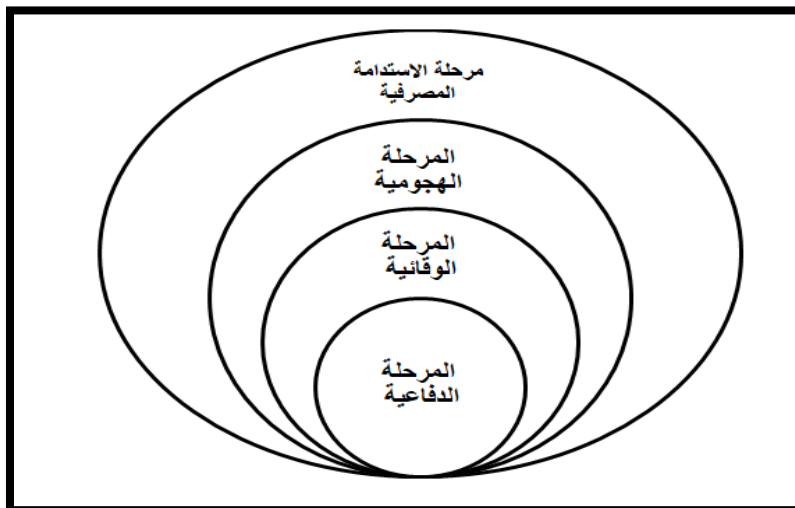 مرحلة الاستدامة
المصرفية
المرحلة
الهجومية
المرحلة
الوقائية
المرحلة
الدفاعية